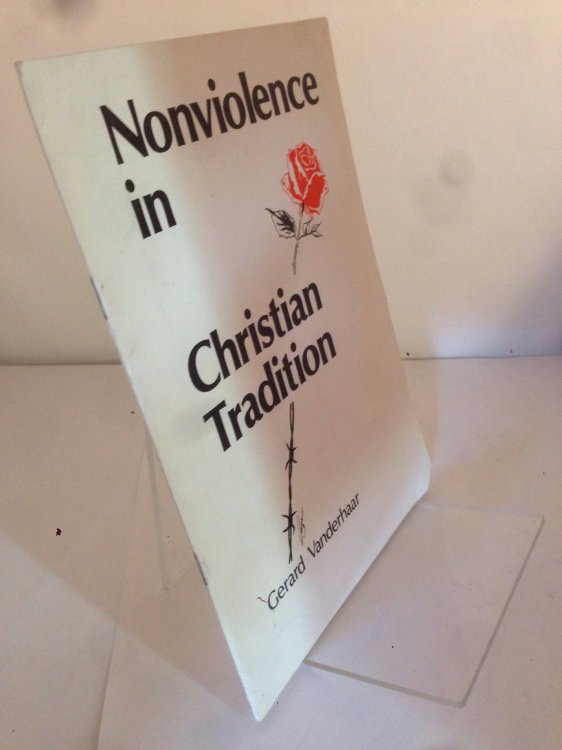 Nonviolence
in
Christian
Tradition
Gerard Vanderhaar